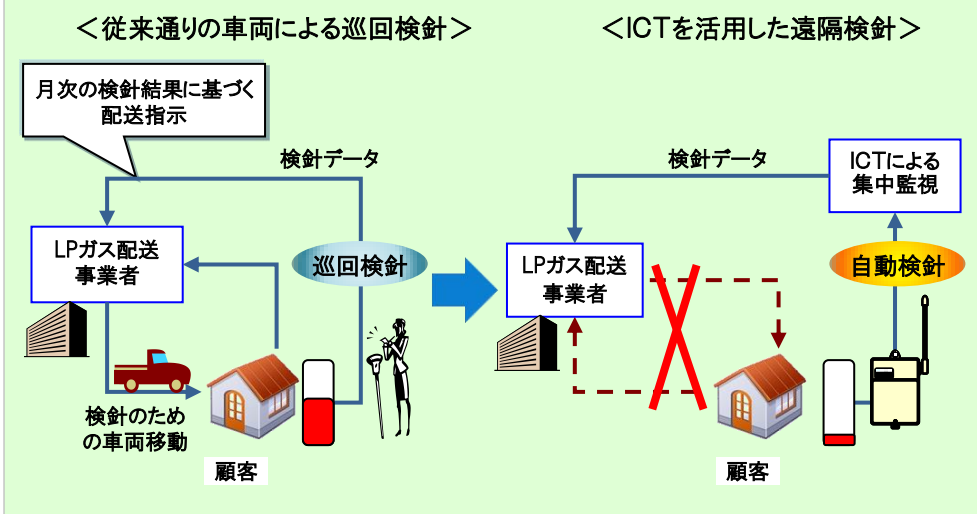 ＜従来通りの車両による巡回検針＞
月次の検針結果に基づく
配送指示
検針データ
LPガス配送
事業者
巡回検針
検針のため
の車両移動
顧客
＜ICTを活用した遠隔検針＞
検針データ
ICTによる
集中監視
LPガス配送
事業者
自動検針
顧客